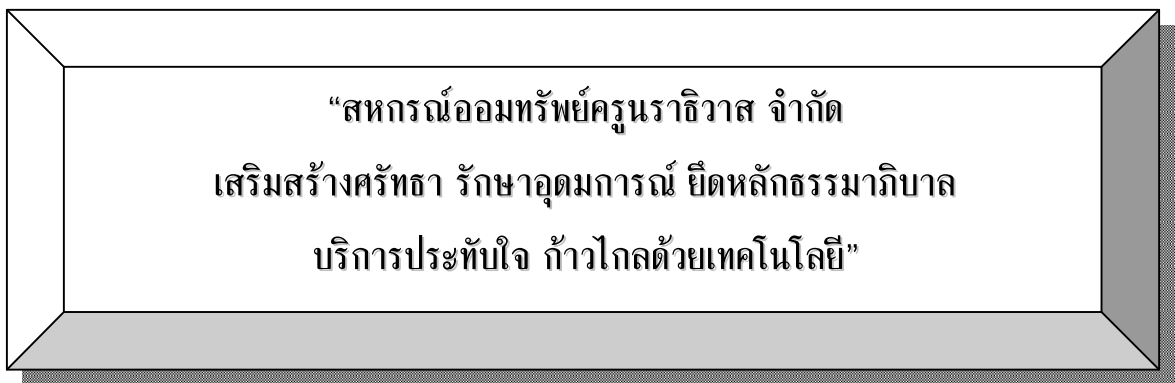 “สหกรณ์ออมทรัพย์ครูนราธิวาส จำกัด
เสริมสร้างศรัทธา รักษาอุดมการณ์ ยึดหลักธรรมาภิบาล
บริการประทับใจ ก้าวไกลด้วยเทคโนโลยี”